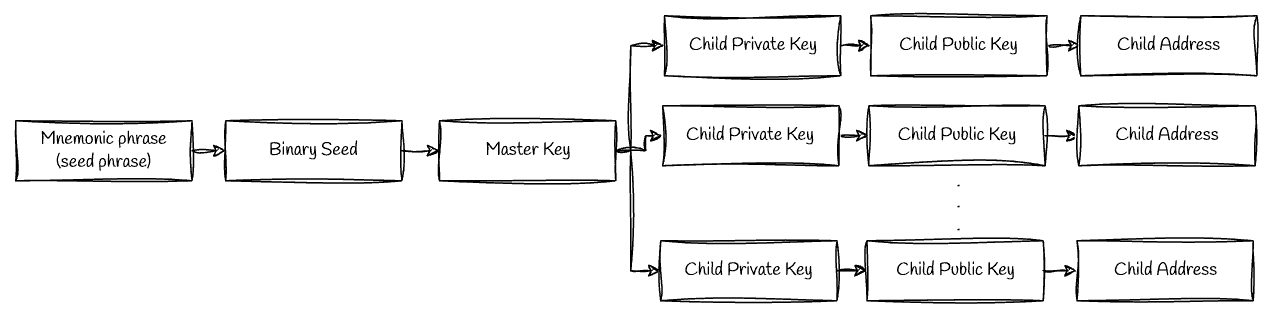 Mnemonic phrase
(seed phrase)
Binary Seed
Master Key
Child Private Key
Child Public Key
Child Address
Child Private Key
Child Public Key
Child Address
Child Private Key
Child Public Key
Child Address